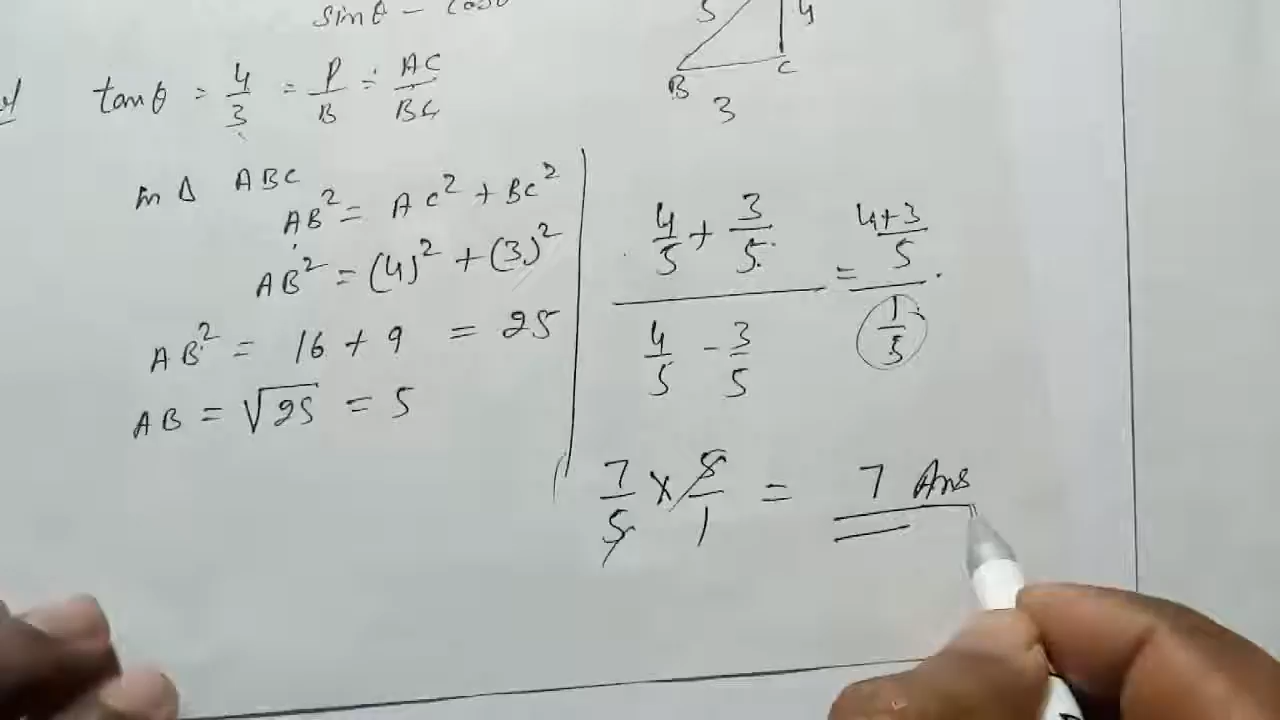 sinθ - cosθ
5 4
B C
3
tanθ = 4/3 = P/B = AC/BC
in Δ ABC
AB² = AC² + BC²
AB² = (4)² + (3)²
AB² = 16 + 9 = 25
AB = √25 = 5
4/5 + 3/5 = 4+3/5
4/5 - 3/5 1/5
7/5 × 5/1 = 7 Ans